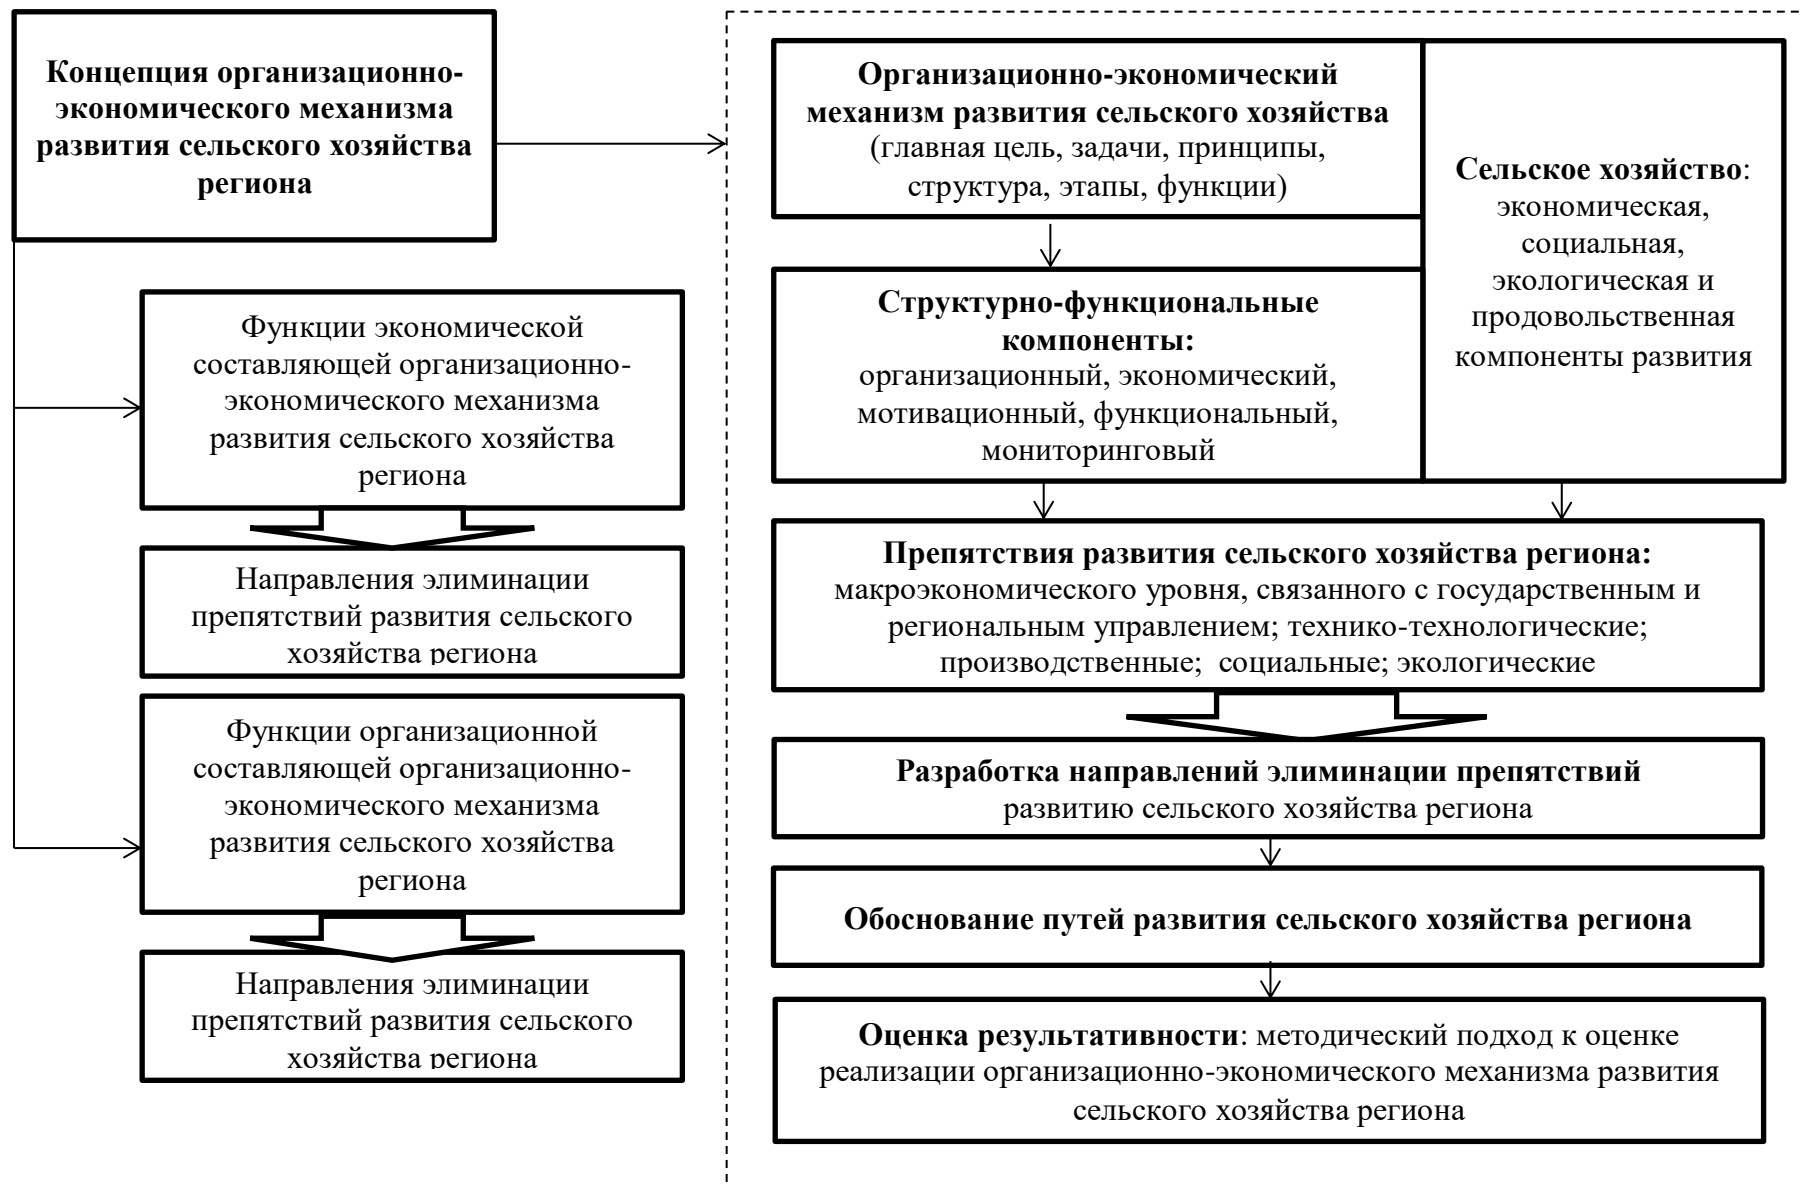 Концепция организационно-
экономического механизма
развития сельского хозяйства
региона
Функции экономической
составляющей организационно-
экономического механизма
развития сельского хозяйства
региона
Направления элиминации
препятствий развития сельского
хозяйства региона
Функции организационной
составляющей организационно-
экономического механизма
развития сельского хозяйства
региона
Направления элиминации
препятствий развития сельского
хозяйства региона
Организационно-экономический
механизм развития сельского хозяйства
(главная цель, задачи, принципы,
структура, этапы, функции)
Структурно-функциональные
компоненты:
организационный, экономический,
мотивационный, функциональный,
мониторинговый
Сельское хозяйство:
экономическая,
социальная,
экологическая и
продовольственная
компоненты развития
Препятствия развития сельского хозяйства региона:
макроэкономического уровня, связанного с государственным и
региональным управлением; технико-технологические;
производственные; социальные; экологические
Разработка направлений элиминации препятствий
развитию сельского хозяйства региона
Обоснование путей развития сельского хозяйства региона
Оценка результативности: методический подход к оценке
реализации организационно-экономического механизма развития
сельского хозяйства региона